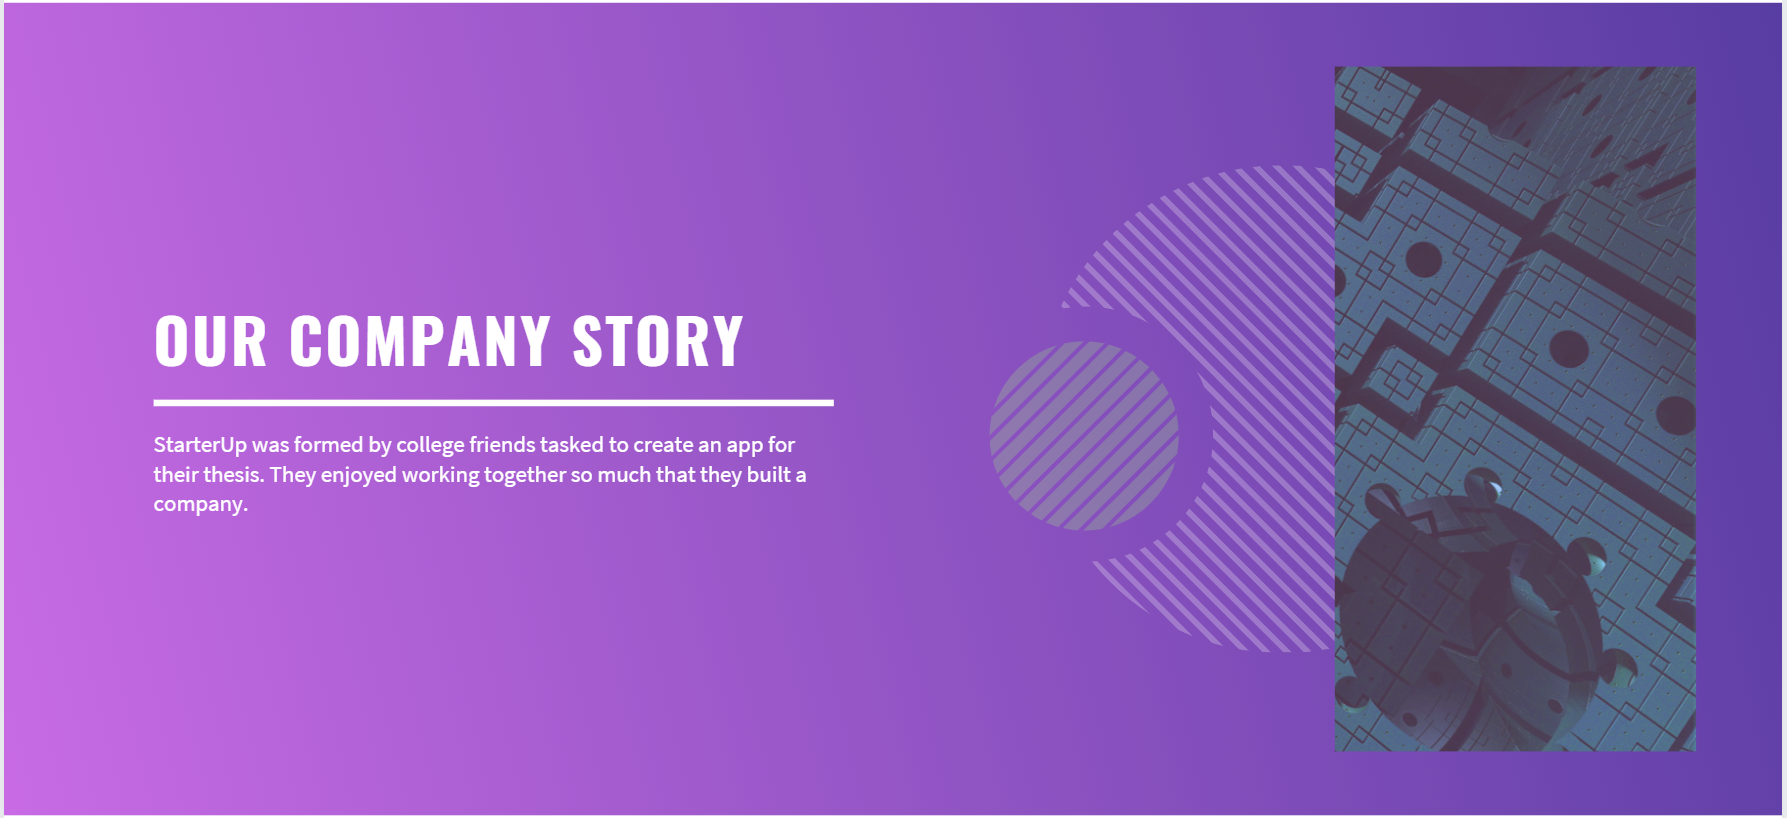 OUR COMPANY STORY
StarterUp was formed by college friends tasked to create an app for
their thesis. They enjoyed working together so much that they built a
company.